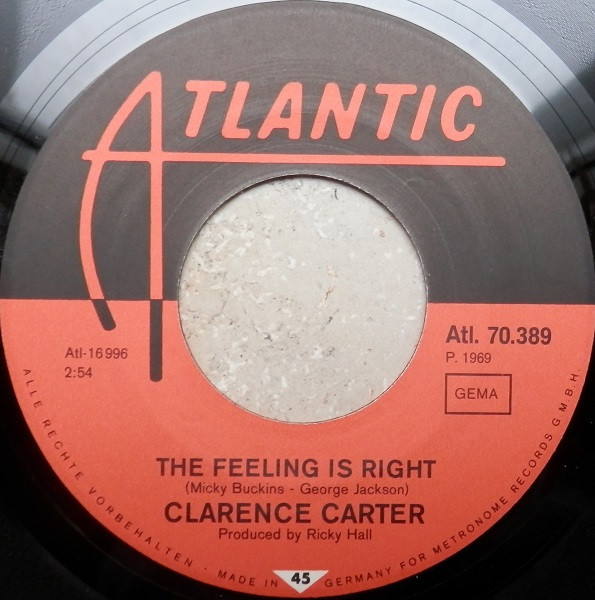 ATLANTIC
Atl-16996
2:54
Atl. 70.389
P. 1969
GEMA
THE FEELING IS RIGHT
(Micky Buckins - George Jackson)
CLARENCE CARTER
Produced by Ricky Hall
ALLE RECHTE VORBEHALTEN - MADE IN 45 GERMANY FOR METRONOME RECORDS G.M.B.H.